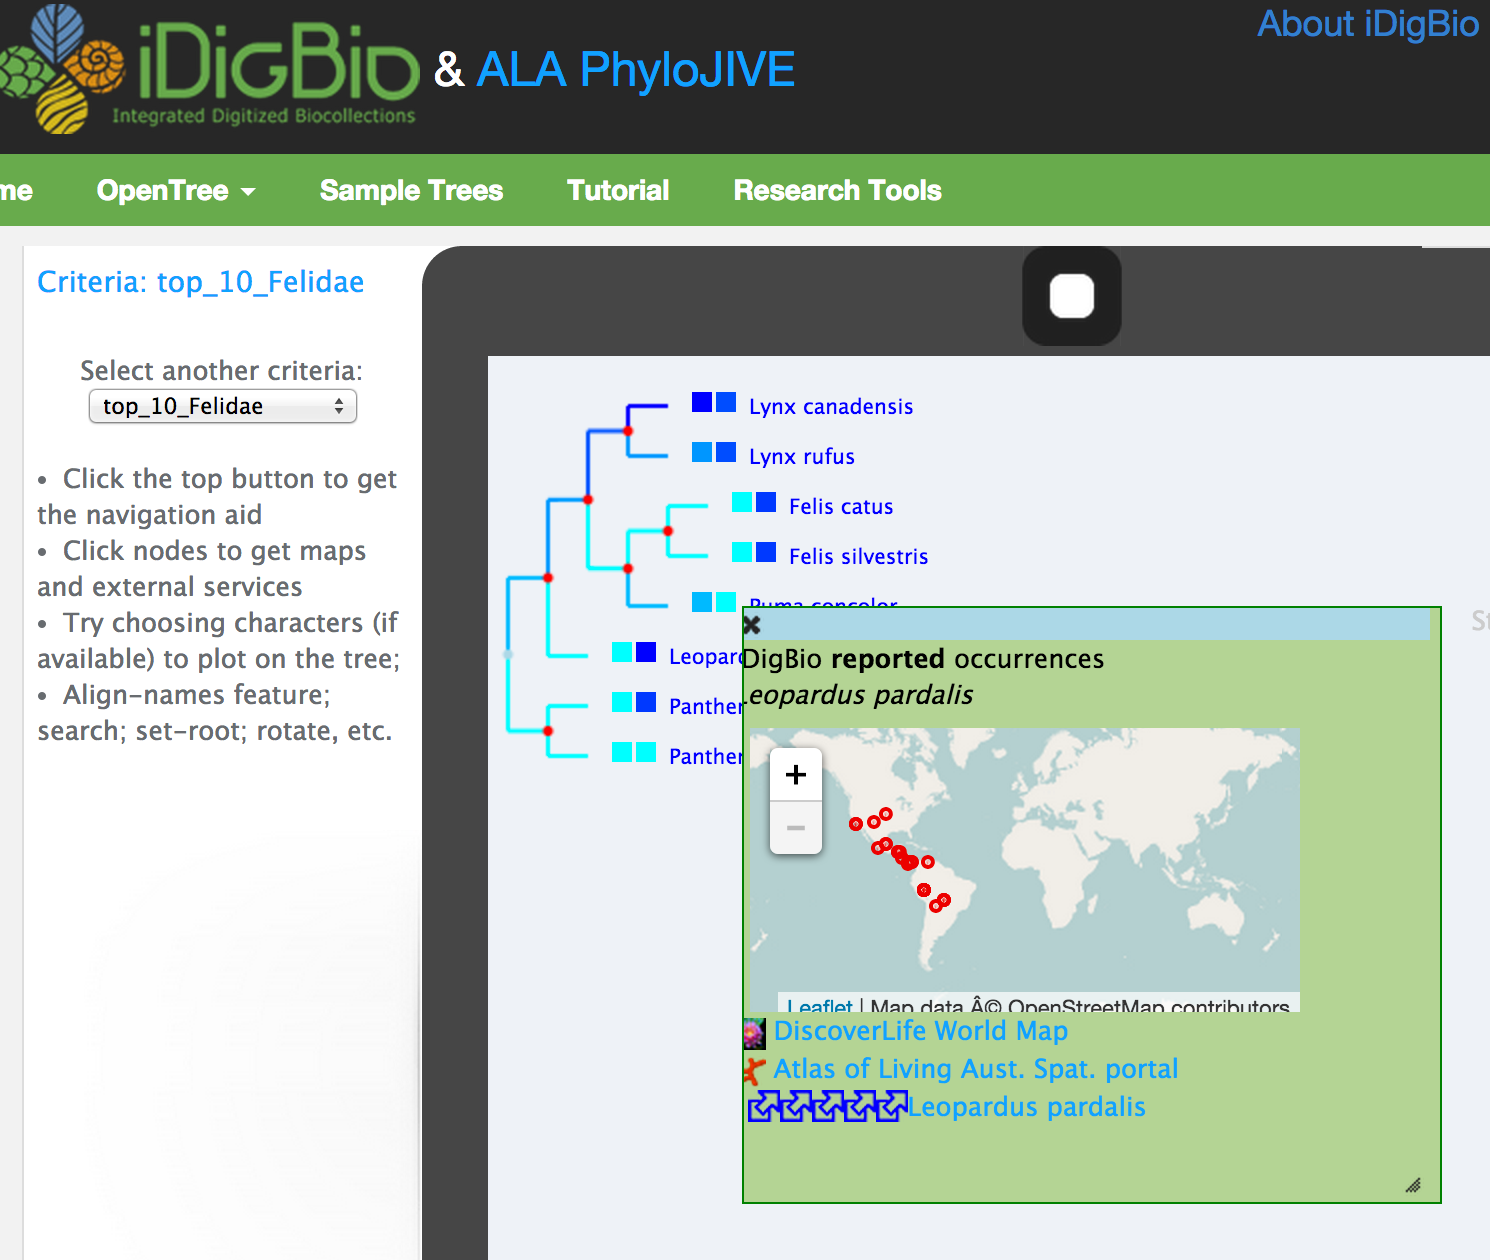 About iDigBio
iDigBio & ALA PhyloJIVE
Integrated Digitized Biocollections
me OpenTree Sample Trees Tutorial Research Tools
Criteria: top_10_Felidae
Select another criteria:
top_10_Felidae
• Click the top button to get
the navigation aid
• Click nodes to get maps
and external services
• Try choosing characters (if
available) to plot on the tree;
• Align-names feature;
search; set-root; rotate, etc.
Lynx canadensis
Lynx rufus
Felis catus
Felis silvestris
Puma concolor
St
Leopard
Panther
Panther
DigBio reported occurrences
Leopardus pardalis
+
−
Leaflet | Map data Â© OpenStreetMap contributors
DiscoverLife World Map
Atlas of Living Aust. Spat. portal
Leopardus pardalis